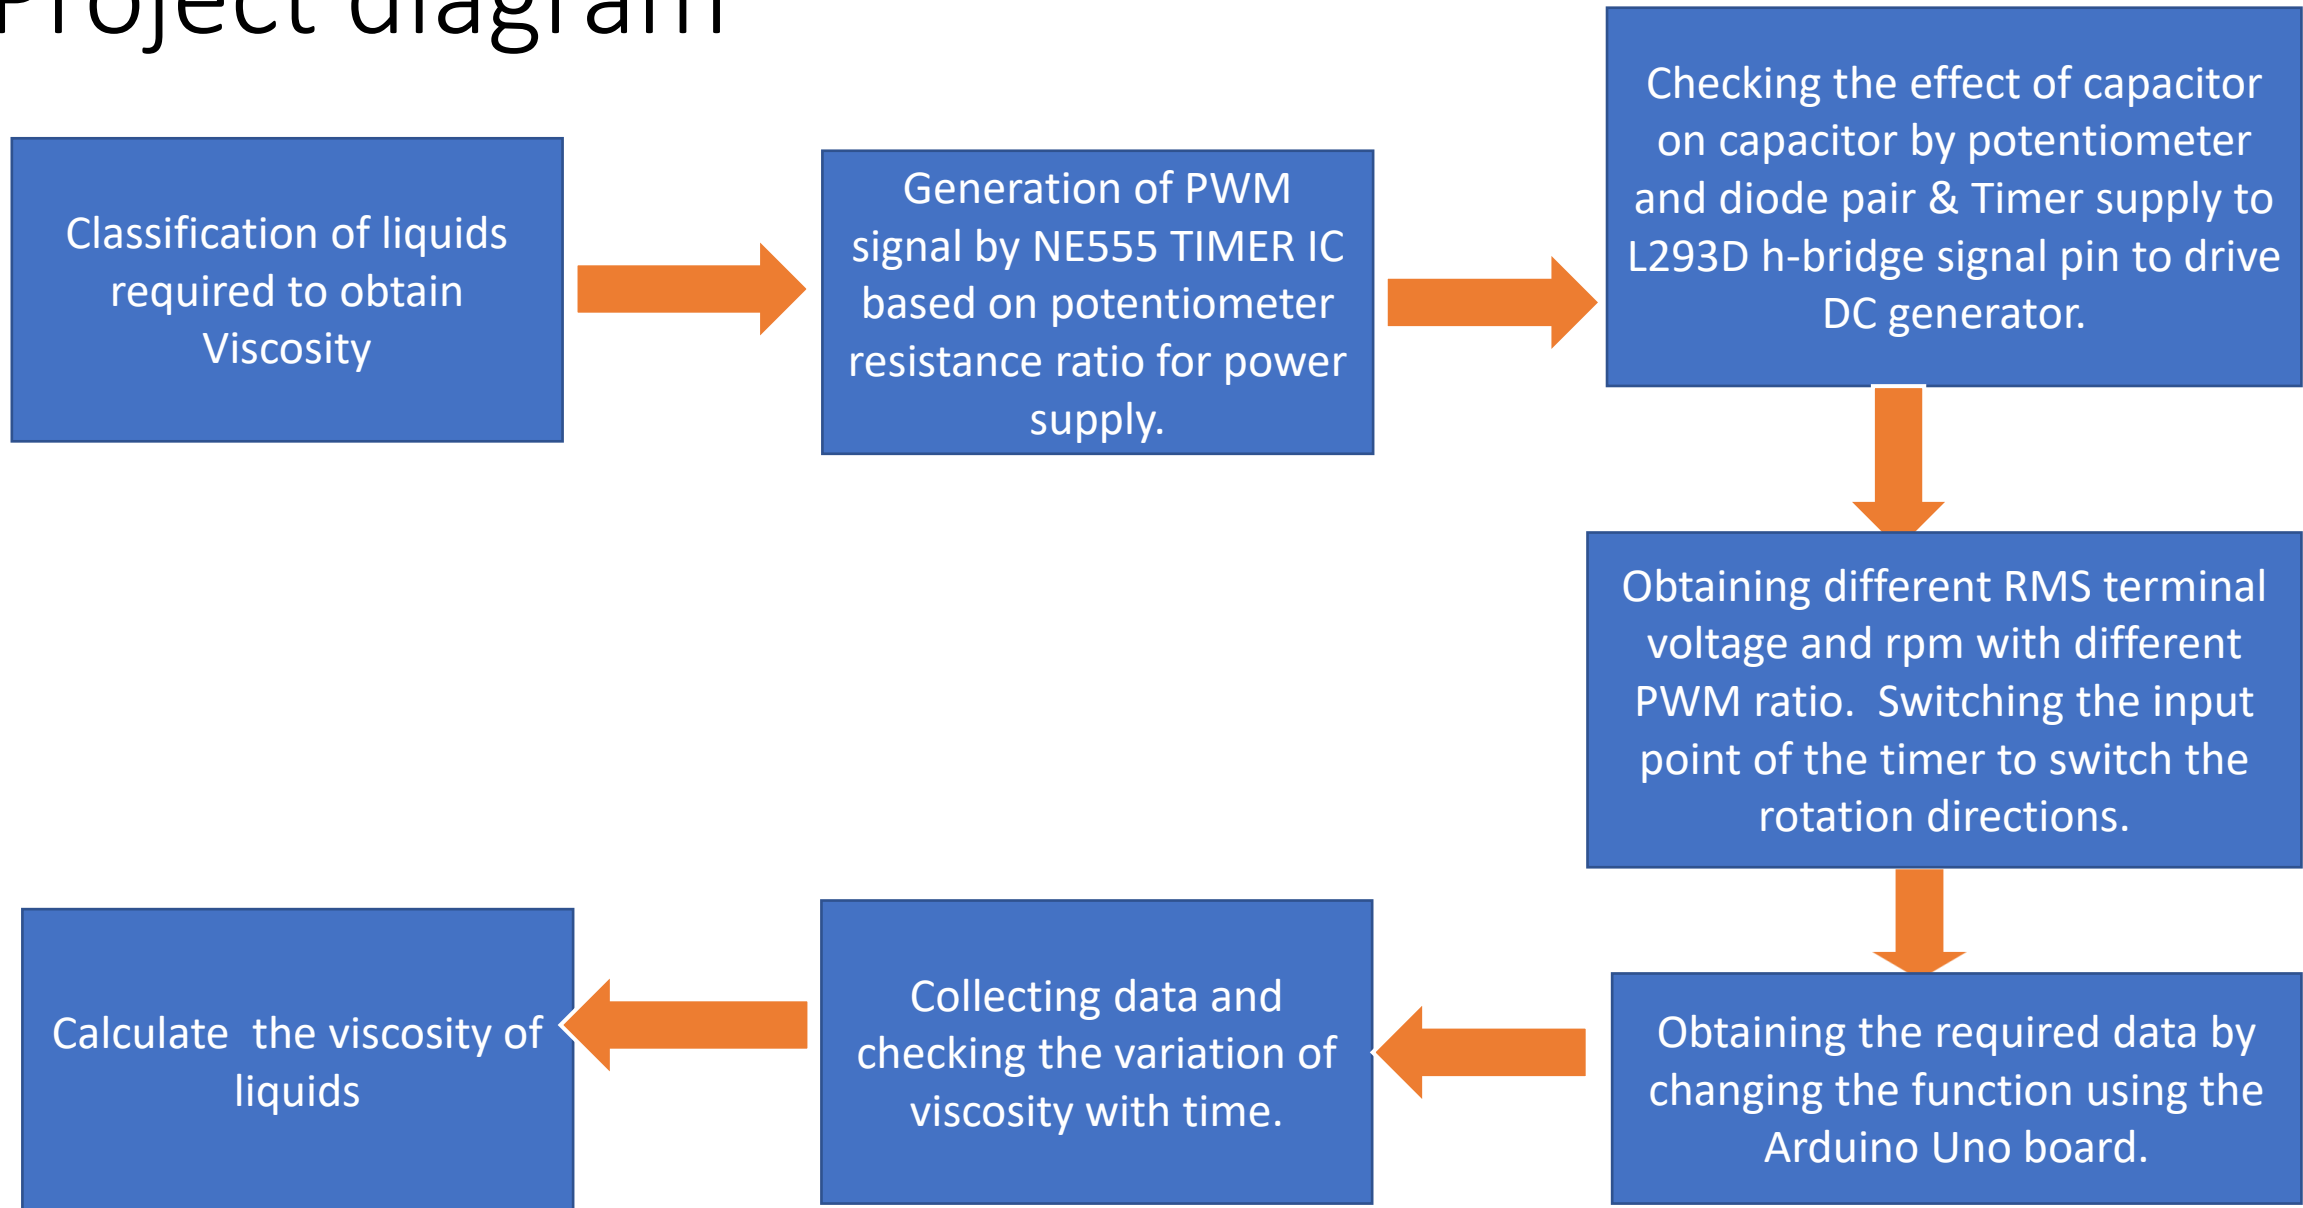 Project diagram
Classification of liquids
required to obtain
Viscosity
Generation of PWM
signal by NE555 TIMER IC
based on potentiometer
resistance ratio for power
supply.
Checking the effect of capacitor
on capacitor by potentiometer
and diode pair & Timer supply to
L293D h-bridge signal pin to drive
DC generator.
Obtaining different RMS terminal
voltage and rpm with different
PWM ratio.  Switching the input
point of the timer to switch the
rotation directions.
Obtaining the required data by
changing the function using the
Arduino Uno board.
Collecting data and
checking the variation of
viscosity with time.
Calculate  the viscosity of
liquids